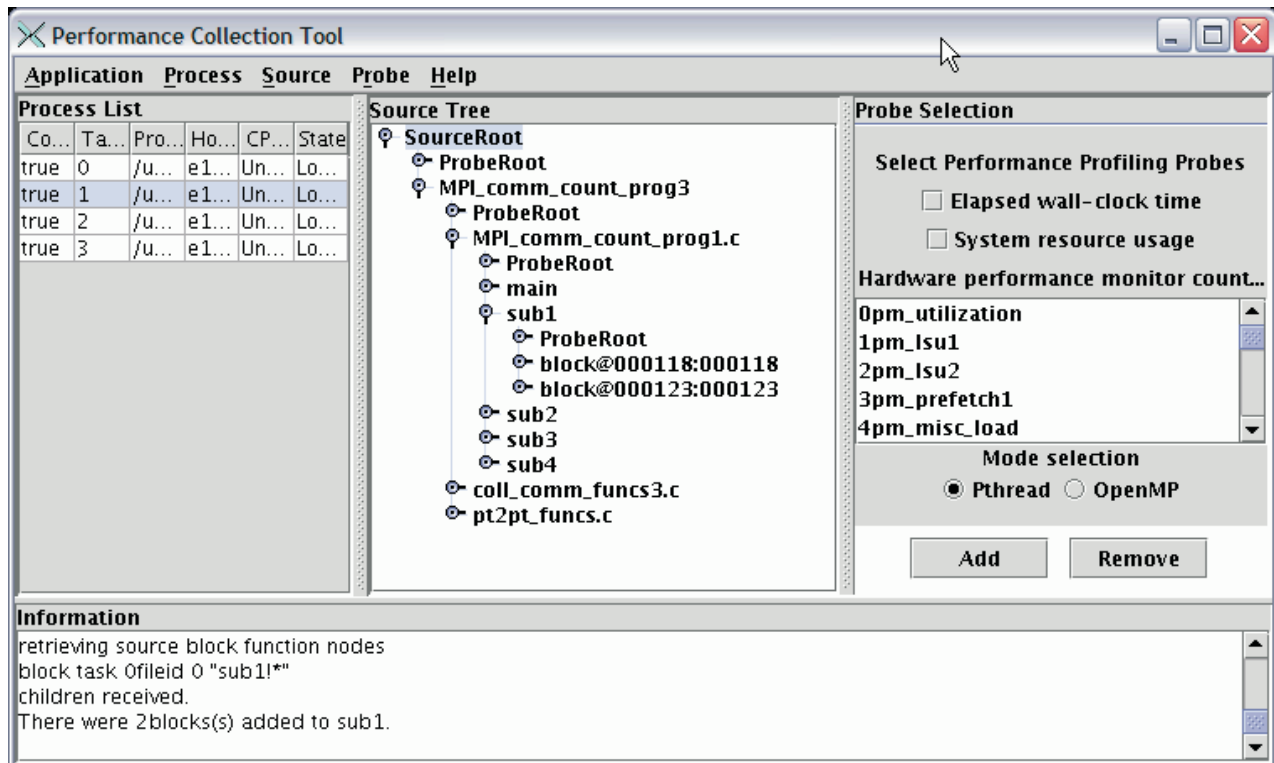 Performance Collection Tool
Application Process Source Probe Help
Process List
Co... Ta... Pro... Ho... CP... State
true 0 /u... e1... Un... Lo...
true 1 /u... e1... Un... Lo...
true 2 /u... e1... Un... Lo...
true 3 /u... e1... Un... Lo...
Source Tree
SourceRoot
ProbeRoot
MPI_comm_count_prog3
ProbeRoot
MPI_comm_count_prog1.c
ProbeRoot
main
sub1
ProbeRoot
block@000118:000118
block@000123:000123
sub2
sub3
sub4
coll_comm_funcs3.c
pt2pt_funcs.c
Probe Selection
Select Performance Profiling Probes
Elapsed wall-clock time
System resource usage
Hardware performance monitor count...
0pm_utilization
1pm_lsu1
2pm_lsu2
3pm_prefetch1
4pm_misc_load
Mode selection
Pthread OpenMP
Add Remove
Information
retrieving source block function nodes
block task 0fileid 0 "sub1!*"
children received.
There were 2blocks(s) added to sub1.